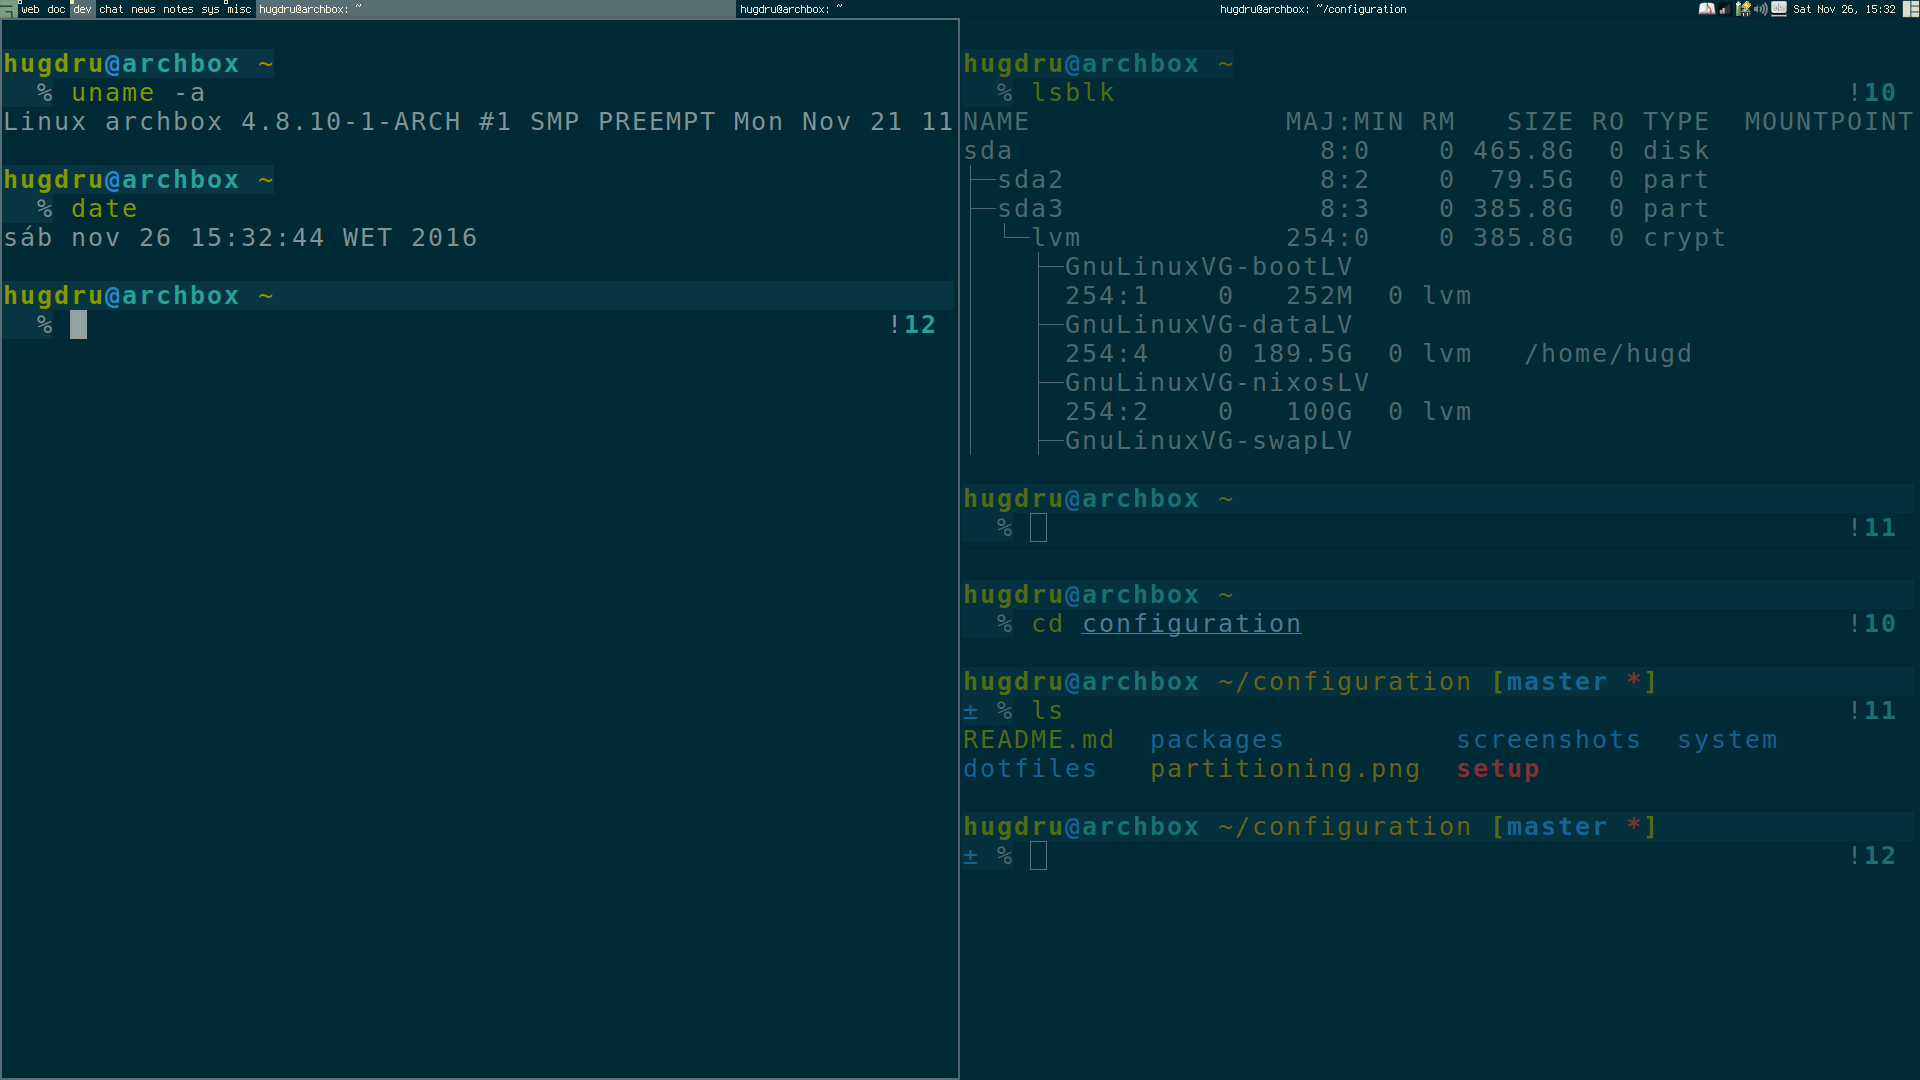 web doc dev chat news notes sys misc hugdru@archbox: ~ hugdru@archbox: ~ hugdru@archbox: ~/configuration Sat Nov 26, 15:32
hugdru@archbox ~
% uname -a
Linux archbox 4.8.10-1-ARCH #1 SMP PREEMPT Mon Nov 21 11
hugdru@archbox ~
% date
sáb nov 26 15:32:44 WET 2016
hugdru@archbox ~
% !12
hugdru@archbox ~
% lsblk !10
NAME MAJ:MIN RM SIZE RO TYPE MOUNTPOINT
sda 8:0 0 465.8G 0 disk
├─sda2 8:2 0 79.5G 0 part
├─sda3 8:3 0 385.8G 0 part
│ └─lvm 254:0 0 385.8G 0 crypt
│   ├─GnuLinuxVG-bootLV
│   │ 254:1 0 252M 0 lvm
│   ├─GnuLinuxVG-dataLV
│   │ 254:4 0 189.5G 0 lvm /home/hugd
│   ├─GnuLinuxVG-nixosLV
│   │ 254:2 0 100G 0 lvm
│   ├─GnuLinuxVG-swapLV
hugdru@archbox ~
% !11
hugdru@archbox ~
% cd configuration !10
hugdru@archbox ~/configuration [master *]
± % ls !11
README.md packages screenshots system
dotfiles partitioning.png setup
hugdru@archbox ~/configuration [master *]
± % !12